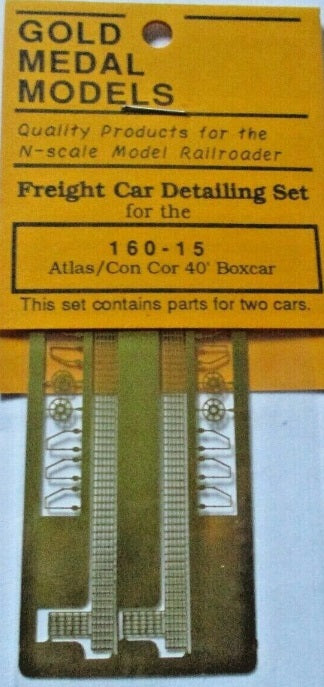 GOLD
MEDAL
MODELS
Quality Products for the
N-scale Model Railroader
Freight Car Detailing Set
for the
160-15
Atlas/Con Cor 40' Boxcar
This set contains parts for two cars.